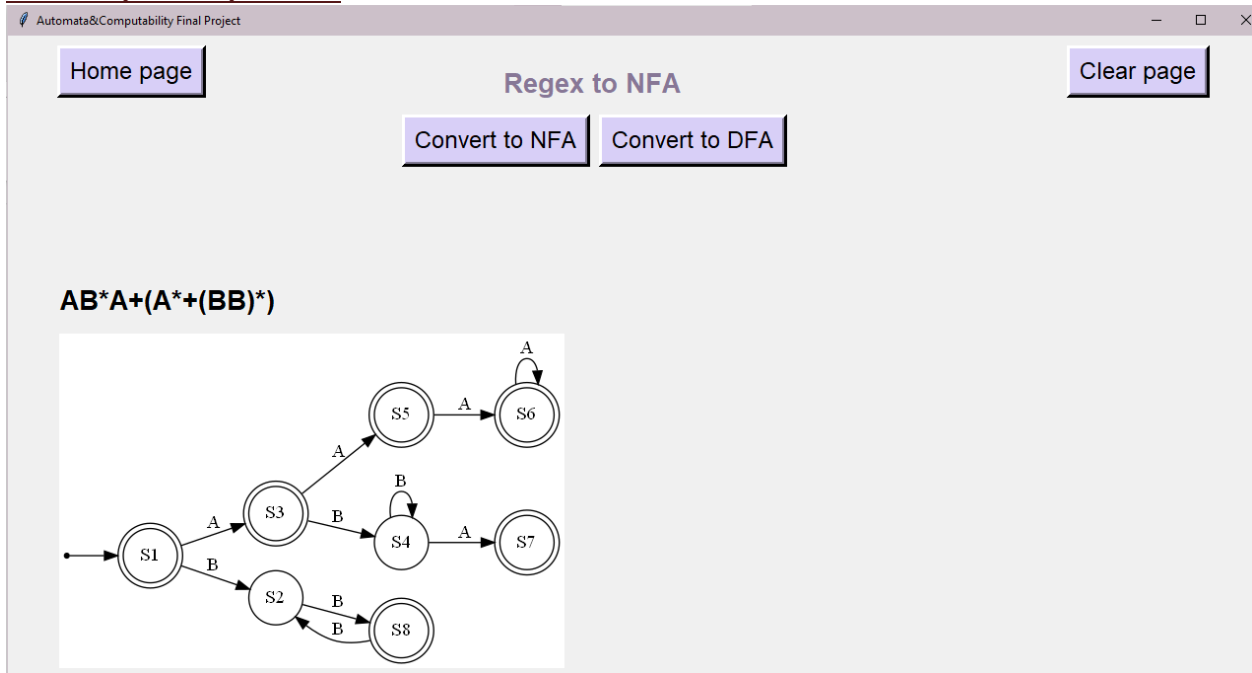 Automata&Computability Final Project
Home page
Regex to NFA
Clear page
Convert to NFA
Convert to DFA
AB*A+(A*+(BB)*)
A
S5
A
S6
A
B
S3
B
S4
A
S7
A
S1
B
S2
B
B
S8